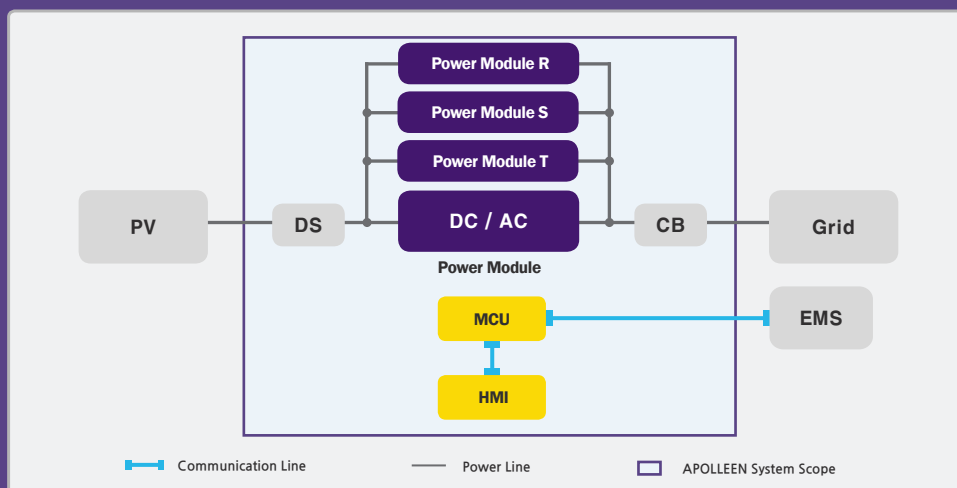 Power Module R
Power Module S
Power Module T
PV
DS
DC / AC
CB
Grid
Power Module
MCU
EMS
HMI
Communication Line
Power Line
APOLLEEN System Scope